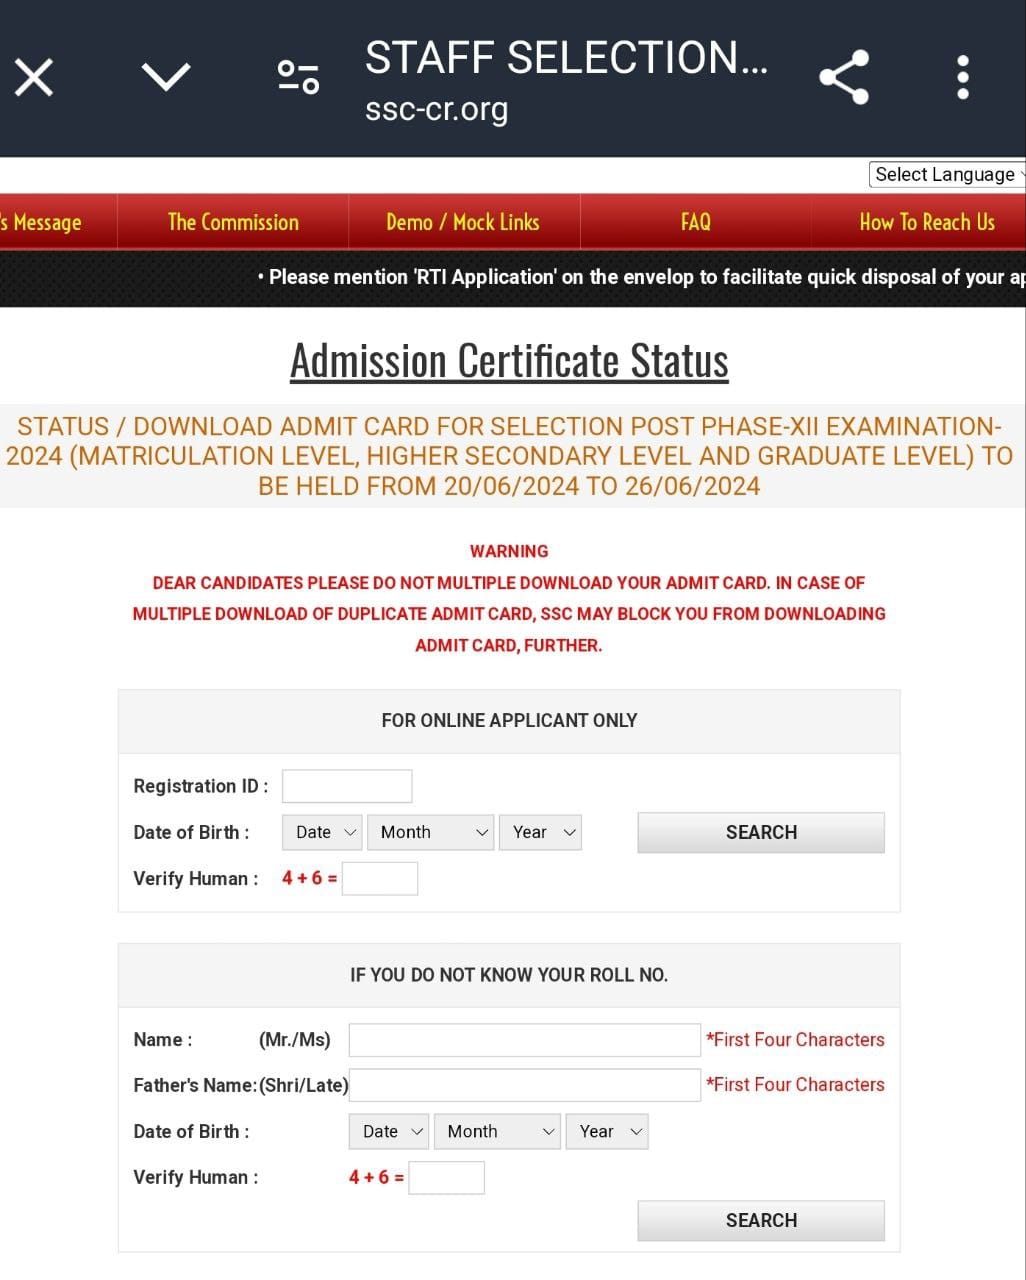 STAFF SELECTION...
ssc-cr.org
Select Language
's Message The Commission Demo / Mock Links FAQ How To Reach Us
• Please mention 'RTI Application' on the envelop to facilitate quick disposal of your ap
Admission Certificate Status
STATUS / DOWNLOAD ADMIT CARD FOR SELECTION POST PHASE-XII EXAMINATION-
2024 (MATRICULATION LEVEL, HIGHER SECONDARY LEVEL AND GRADUATE LEVEL) TO
BE HELD FROM 20/06/2024 TO 26/06/2024
WARNING
DEAR CANDIDATES PLEASE DO NOT MULTIPLE DOWNLOAD YOUR ADMIT CARD. IN CASE OF
MULTIPLE DOWNLOAD OF DUPLICATE ADMIT CARD, SSC MAY BLOCK YOU FROM DOWNLOADING
ADMIT CARD, FURTHER.
FOR ONLINE APPLICANT ONLY
Registration ID :
Date of Birth : Date Month Year SEARCH
Verify Human : 4 + 6 =
IF YOU DO NOT KNOW YOUR ROLL NO.
Name : (Mr./Ms) *First Four Characters
Father's Name:(Shri/Late) *First Four Characters
Date of Birth : Date Month Year
Verify Human : 4 + 6 =
SEARCH